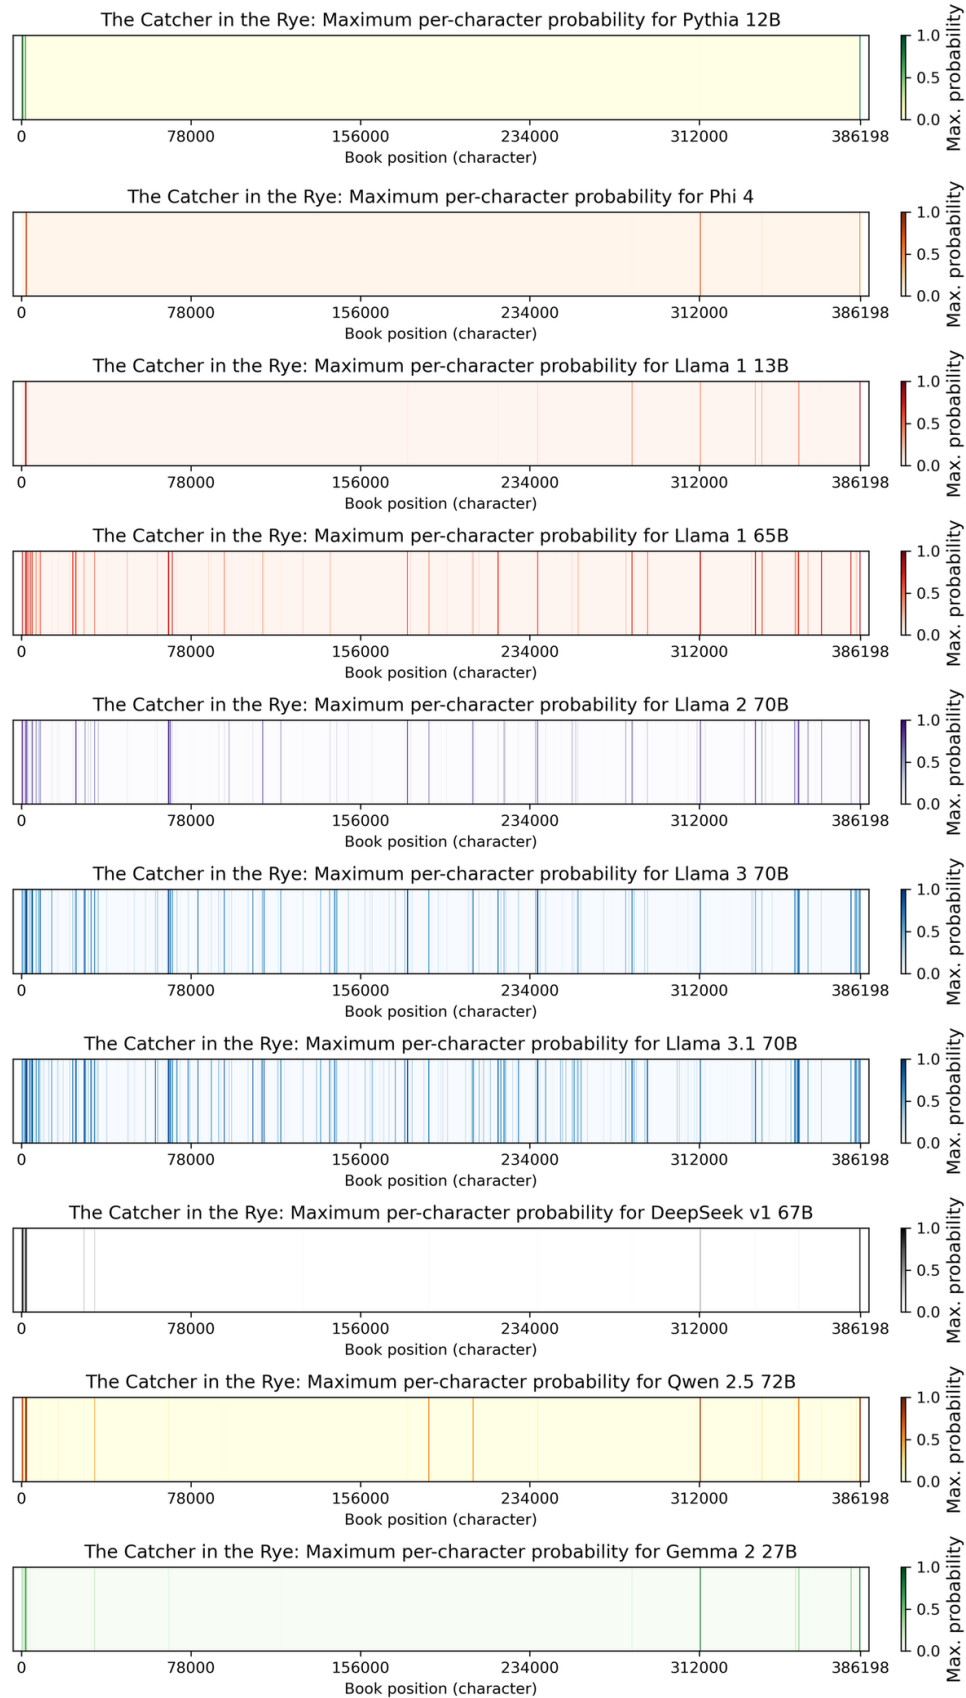 The Catcher in the Rye: Maximum per-character probability for Pythia 12B
1.0
0.5
0.0
Max. probability
0 78000 156000 234000 312000 386198
Book position (character)
The Catcher in the Rye: Maximum per-character probability for Phi 4
1.0
0.5
0.0
Max. probability
0 78000 156000 234000 312000 386198
Book position (character)
The Catcher in the Rye: Maximum per-character probability for Llama 1 13B
1.0
0.5
0.0
Max. probability
0 78000 156000 234000 312000 386198
Book position (character)
The Catcher in the Rye: Maximum per-character probability for Llama 1 65B
1.0
0.5
0.0
Max. probability
0 78000 156000 234000 312000 386198
Book position (character)
The Catcher in the Rye: Maximum per-character probability for Llama 2 70B
1.0
0.5
0.0
Max. probability
0 78000 156000 234000 312000 386198
Book position (character)
The Catcher in the Rye: Maximum per-character probability for Llama 3 70B
1.0
0.5
0.0
Max. probability
0 78000 156000 234000 312000 386198
Book position (character)
The Catcher in the Rye: Maximum per-character probability for Llama 3.1 70B
1.0
0.5
0.0
Max. probability
0 78000 156000 234000 312000 386198
Book position (character)
The Catcher in the Rye: Maximum per-character probability for DeepSeek v1 67B
1.0
0.5
0.0
Max. probability
0 78000 156000 234000 312000 386198
Book position (character)
The Catcher in the Rye: Maximum per-character probability for Qwen 2.5 72B
1.0
0.5
0.0
Max. probability
0 78000 156000 234000 312000 386198
Book position (character)
The Catcher in the Rye: Maximum per-character probability for Gemma 2 27B
1.0
0.5
0.0
Max. probability
0 78000 156000 234000 312000 386198
Book position (character)